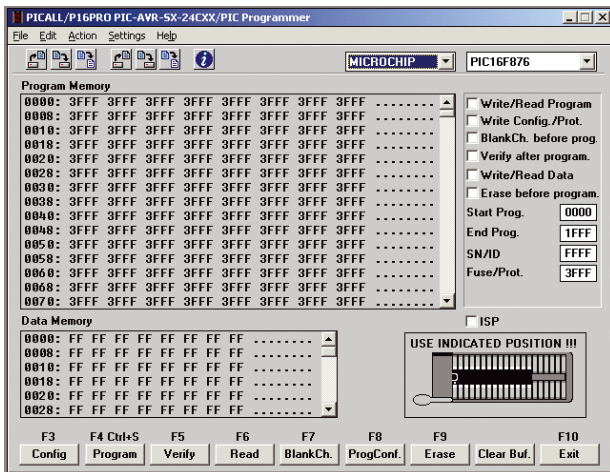 PICALL/P16PRO PIC-AVR-SX-24CXX/PIC Programmer
File Edit Action Settings Help
MICROCHIP PIC16F876
Program Memory
0000: 3FFF 3FFF 3FFF 3FFF 3FFF 3FFF 3FFF 3FFF ........
0008: 3FFF 3FFF 3FFF 3FFF 3FFF 3FFF 3FFF 3FFF ........
0010: 3FFF 3FFF 3FFF 3FFF 3FFF 3FFF 3FFF 3FFF ........
0018: 3FFF 3FFF 3FFF 3FFF 3FFF 3FFF 3FFF 3FFF ........
0020: 3FFF 3FFF 3FFF 3FFF 3FFF 3FFF 3FFF 3FFF ........
0028: 3FFF 3FFF 3FFF 3FFF 3FFF 3FFF 3FFF 3FFF ........
0030: 3FFF 3FFF 3FFF 3FFF 3FFF 3FFF 3FFF 3FFF ........
0038: 3FFF 3FFF 3FFF 3FFF 3FFF 3FFF 3FFF 3FFF ........
0040: 3FFF 3FFF 3FFF 3FFF 3FFF 3FFF 3FFF 3FFF ........
0048: 3FFF 3FFF 3FFF 3FFF 3FFF 3FFF 3FFF 3FFF ........
0050: 3FFF 3FFF 3FFF 3FFF 3FFF 3FFF 3FFF 3FFF ........
0058: 3FFF 3FFF 3FFF 3FFF 3FFF 3FFF 3FFF 3FFF ........
0060: 3FFF 3FFF 3FFF 3FFF 3FFF 3FFF 3FFF 3FFF ........
0068: 3FFF 3FFF 3FFF 3FFF 3FFF 3FFF 3FFF 3FFF ........
0070: 3FFF 3FFF 3FFF 3FFF 3FFF 3FFF 3FFF 3FFF ........
Write/Read Program
Write Config./Prot.
BlankCh. before prog.
Verify after program.
Write/Read Data
Erase before program.
Start Prog. 0000
End Prog. 1FFF
SN/ID FFFF
Fuse/Prot. 3FFF
Data Memory
0000: FF FF FF FF FF FF FF FF ........
0008: FF FF FF FF FF FF FF FF ........
0010: FF FF FF FF FF FF FF FF ........
0018: FF FF FF FF FF FF FF FF ........
0020: FF FF FF FF FF FF FF FF ........
0028: FF FF FF FF FF FF FF FF ........
ISP
USE INDICATED POSITION !!!
F3 F4 Ctrl+S F5 F6 F7 F8 F9 F10
Config Program Verify Read BlankCh. ProgConf. Erase Clear Buf. Exit